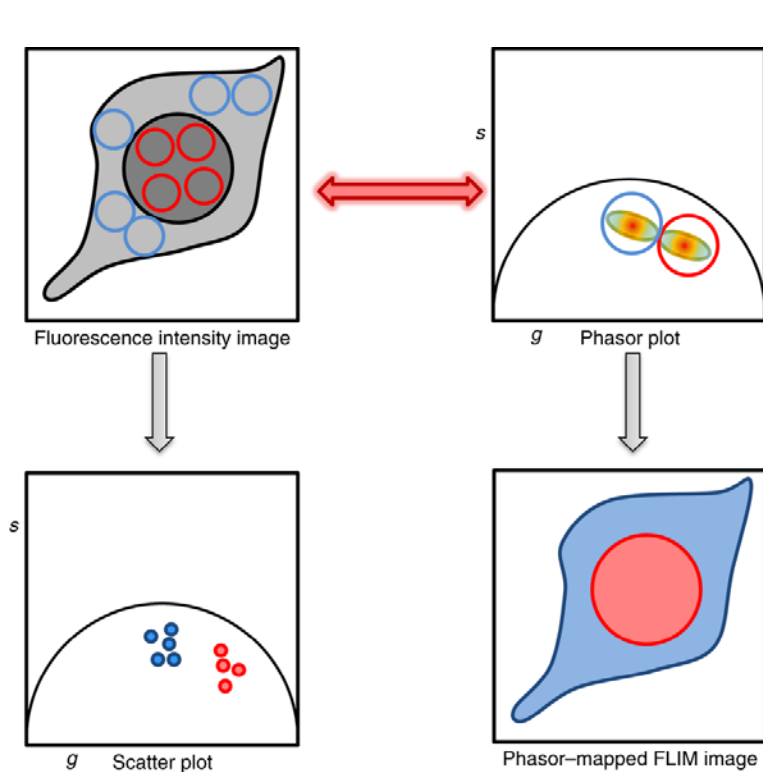 s
Fluorescence intensity image
g Phasor plot
s
g Scatter plot
Phasor–mapped FLIM image